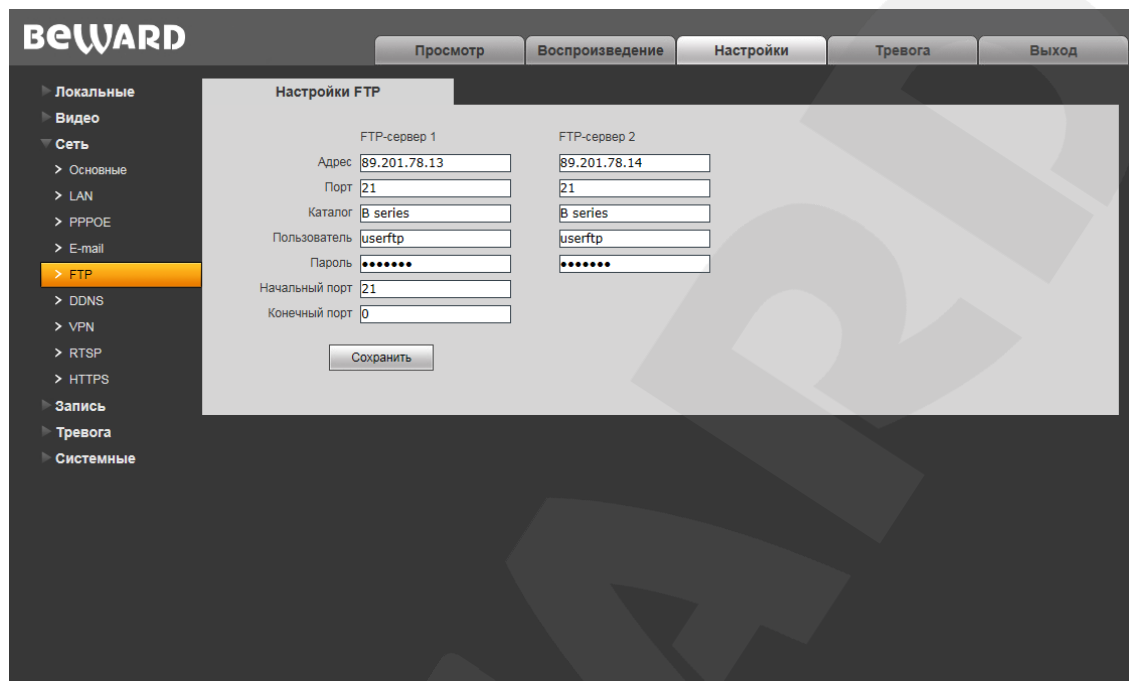 BEWARD
Просмотр Воспроизведение Настройки Тревога Выход
Локальные
Видео
Сеть
> Основные
> LAN
> PPPOE
> E-mail
> FTP
> DDNS
> VPN
> RTSP
> HTTPS
Запись
Тревога
Системные
Настройки FTP
FTP-сервер 1 FTP-сервер 2
Адрес 89.201.78.13 89.201.78.14
Порт 21 21
Каталог B series B series
Пользователь userftp userftp
Пароль ••••••• •••••••
Начальный порт 21
Конечный порт 0
Сохранить